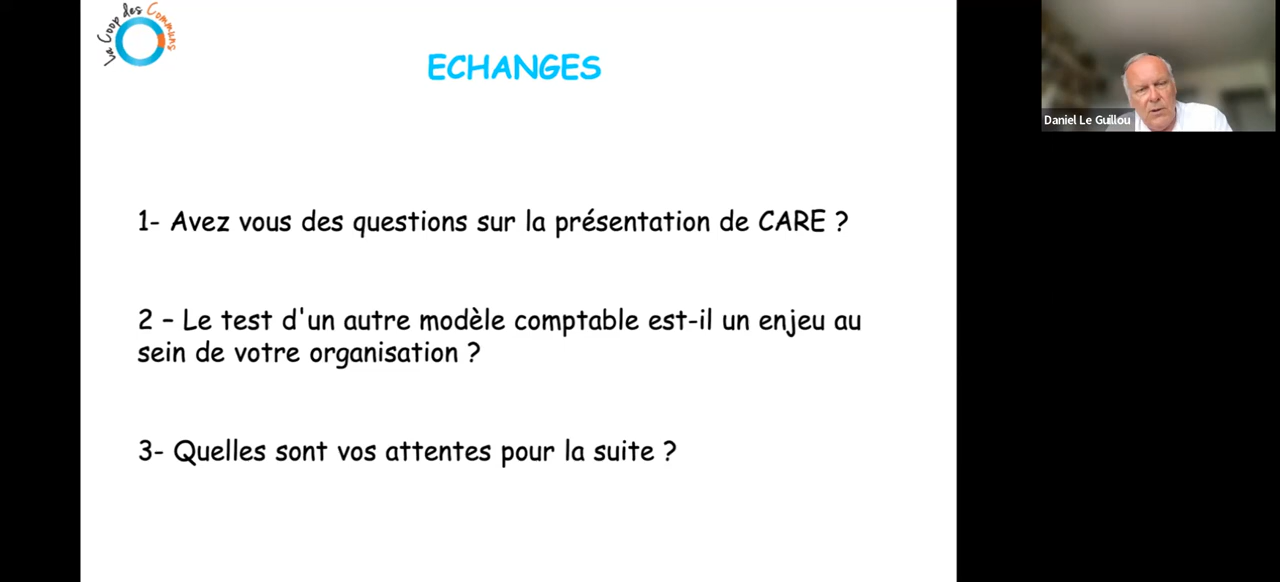 La Coop des Communs
ECHANGES
Daniel Le Guillou
1- Avez vous des questions sur la présentation de CARE ?
2 – Le test d'un autre modèle comptable est-il un enjeu au
sein de votre organisation ?
3- Quelles sont vos attentes pour la suite ?